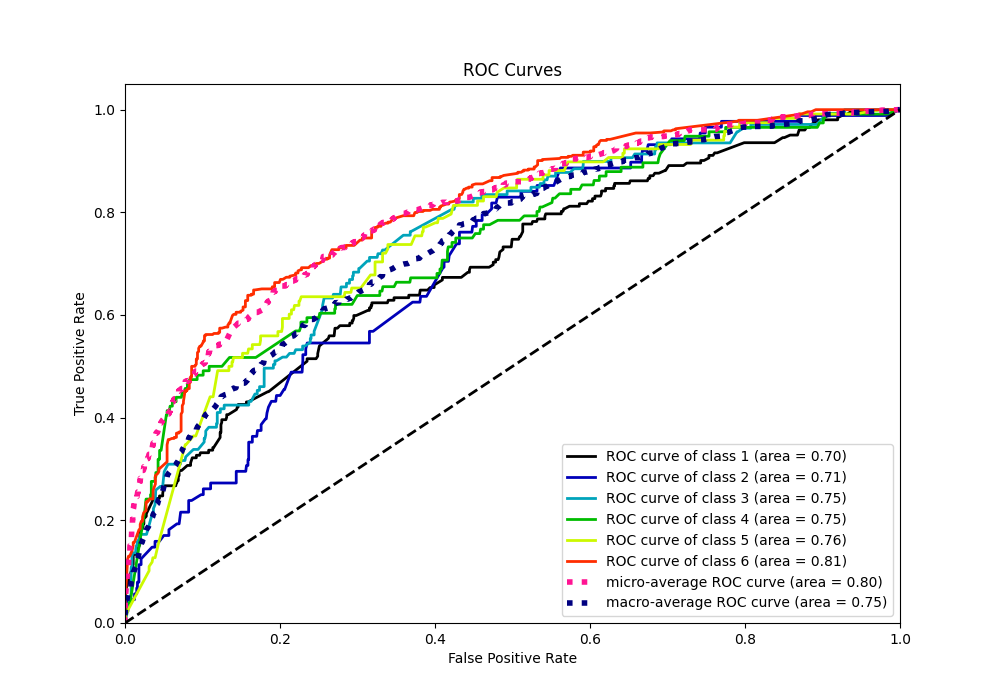 ROC Curves
1.0
0.8
0.6
0.4
0.2
0.0
True Positive Rate
ROC curve of class 1 (area = 0.70)
ROC curve of class 2 (area = 0.71)
ROC curve of class 3 (area = 0.75)
ROC curve of class 4 (area = 0.75)
ROC curve of class 5 (area = 0.76)
ROC curve of class 6 (area = 0.81)
micro-average ROC curve (area = 0.80)
macro-average ROC curve (area = 0.75)
0.0 0.2 0.4 0.6 0.8 1.0
False Positive Rate